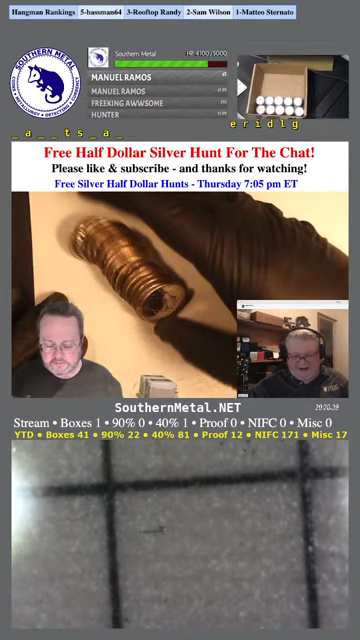 Hangman Rankings 5-bassman64 3-Rooftop Randy 2-Sam Wilson 1-Matteo Sternato
SOUTHERN METAL
Southern Metal HP: 4100/5000
MANUEL RAMOS
MANUEL RAMOS
FREEKING AWWSOME
HUNTER
_ a _ _ t s _ a _
e r i d l g
Free Half Dollar Silver Hunt For The Chat!
Please like & subscribe - and thanks for watching!
Free Silver Half Dollar Hunts - Thursday 7:05 pm ET
SOUTHERNMETAL.NET
Stream • Boxes 1 • 90% 0 • 40% 1 • Proof 0 • NIFC 0 • Misc 0
YTD • Boxes 41 • 90% 22 • 40% 81 • Proof 12 • NIFC 171 • Misc 17